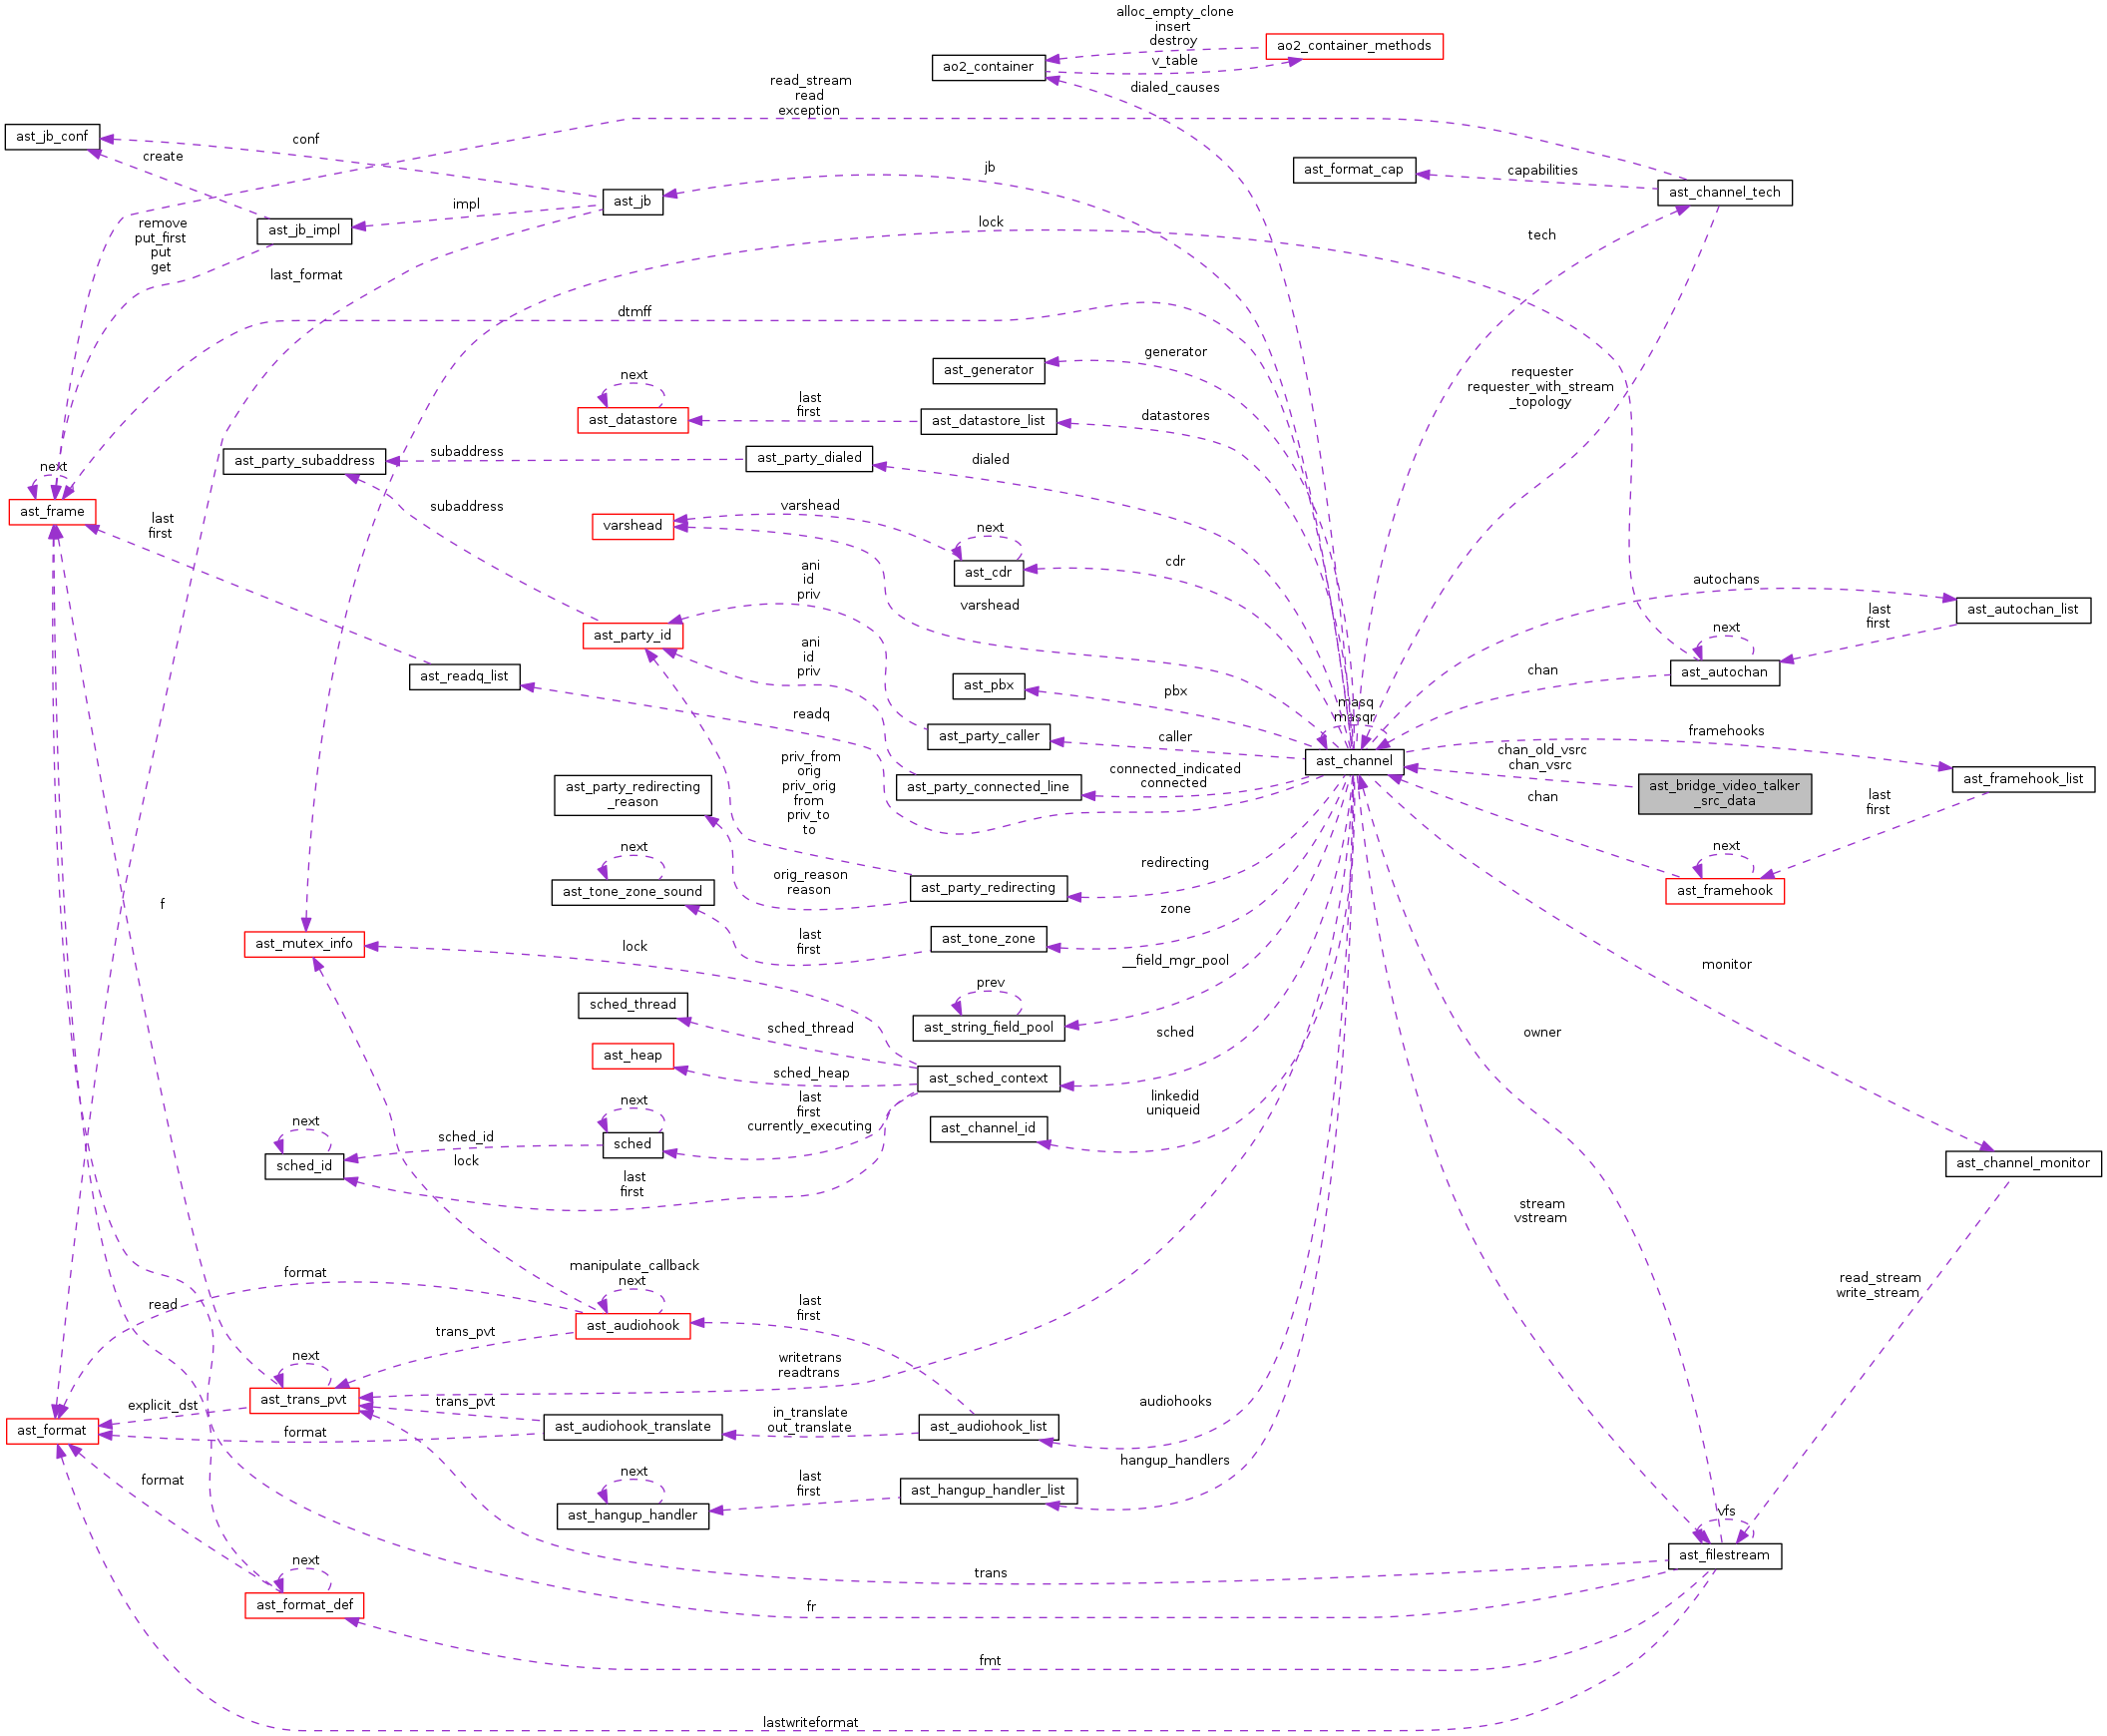 alloc_empty_clone
insert
destroy
ao2_container_methods
ao2_container
v_table
read_stream
read
exception
dialed_causes
ast_jb_conf
conf
create
jb
ast_format_cap
capabilities
ast_channel_tech
ast_jb
impl
ast_jb_impl
remove
put_first
put
get
lock
tech
last_format
dtmff
generator
ast_generator
requester
requester_with_stream
_topology
next
ast_datastore
last
first
ast_datastore_list
datastores
ast_party_subaddress
subaddress
ast_party_dialed
dialed
next
ast_frame
subaddress
varshead
varshead
last
first
next
ast_cdr
cdr
ani
id
priv
varshead
autochans
ast_autochan_list
last
first
next
ast_party_id
ani
id
priv
ast_readq_list
ast_pbx
pbx
chan
ast_autochan
readq
masq
masqr
ast_party_caller
caller
framehooks
ast_channel
chan_old_vsrc
chan_vsrc
priv_from
orig
priv_orig
from
priv_to
to
ast_party_redirecting
_reason
ast_party_connected_line
connected_indicated
connected
ast_bridge_video_talker
_src_data
ast_framehook_list
chan
last
first
next
ast_framehook
next
ast_tone_zone_sound
orig_reason
reason
ast_party_redirecting
redirecting
zone
f
ast_mutex_info
lock
last
first
ast_tone_zone
__field_mgr_pool
monitor
prev
ast_string_field_pool
sched_thread
sched_thread
sched
owner
ast_heap
sched_heap
ast_sched_context
next
last
first
currently_executing
linkedid
uniqueid
ast_channel_id
next
sched_id
sched
sched_id
lock
last
first
ast_channel_monitor
stream
vstream
format
manipulate_callback
next
read
last
first
read_stream
write_stream
ast_audiohook
trans_pvt
next
writetrans
readtrans
ast_trans_pvt
explicit_dst
trans_pvt
audiohooks
ast_format
format
ast_audiohook_translate
in_translate
out_translate
ast_audiohook_list
hangup_handlers
format
next
last
first
ast_hangup_handler_list
ast_hangup_handler
vfs
ast_filestream
next
trans
ast_format_def
fr
fmt
lastwriteformat